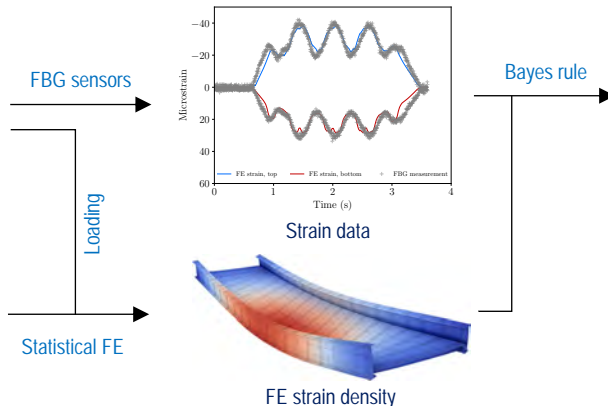 FBG sensors
Loading
Statistical FE
Microstrain
−40
−20
0
20
40
60
0
1
2
3
4
FE strain, top
FE strain, bottom
FBG measurement
Time (s)
Strain data
FE strain density
Bayes rule